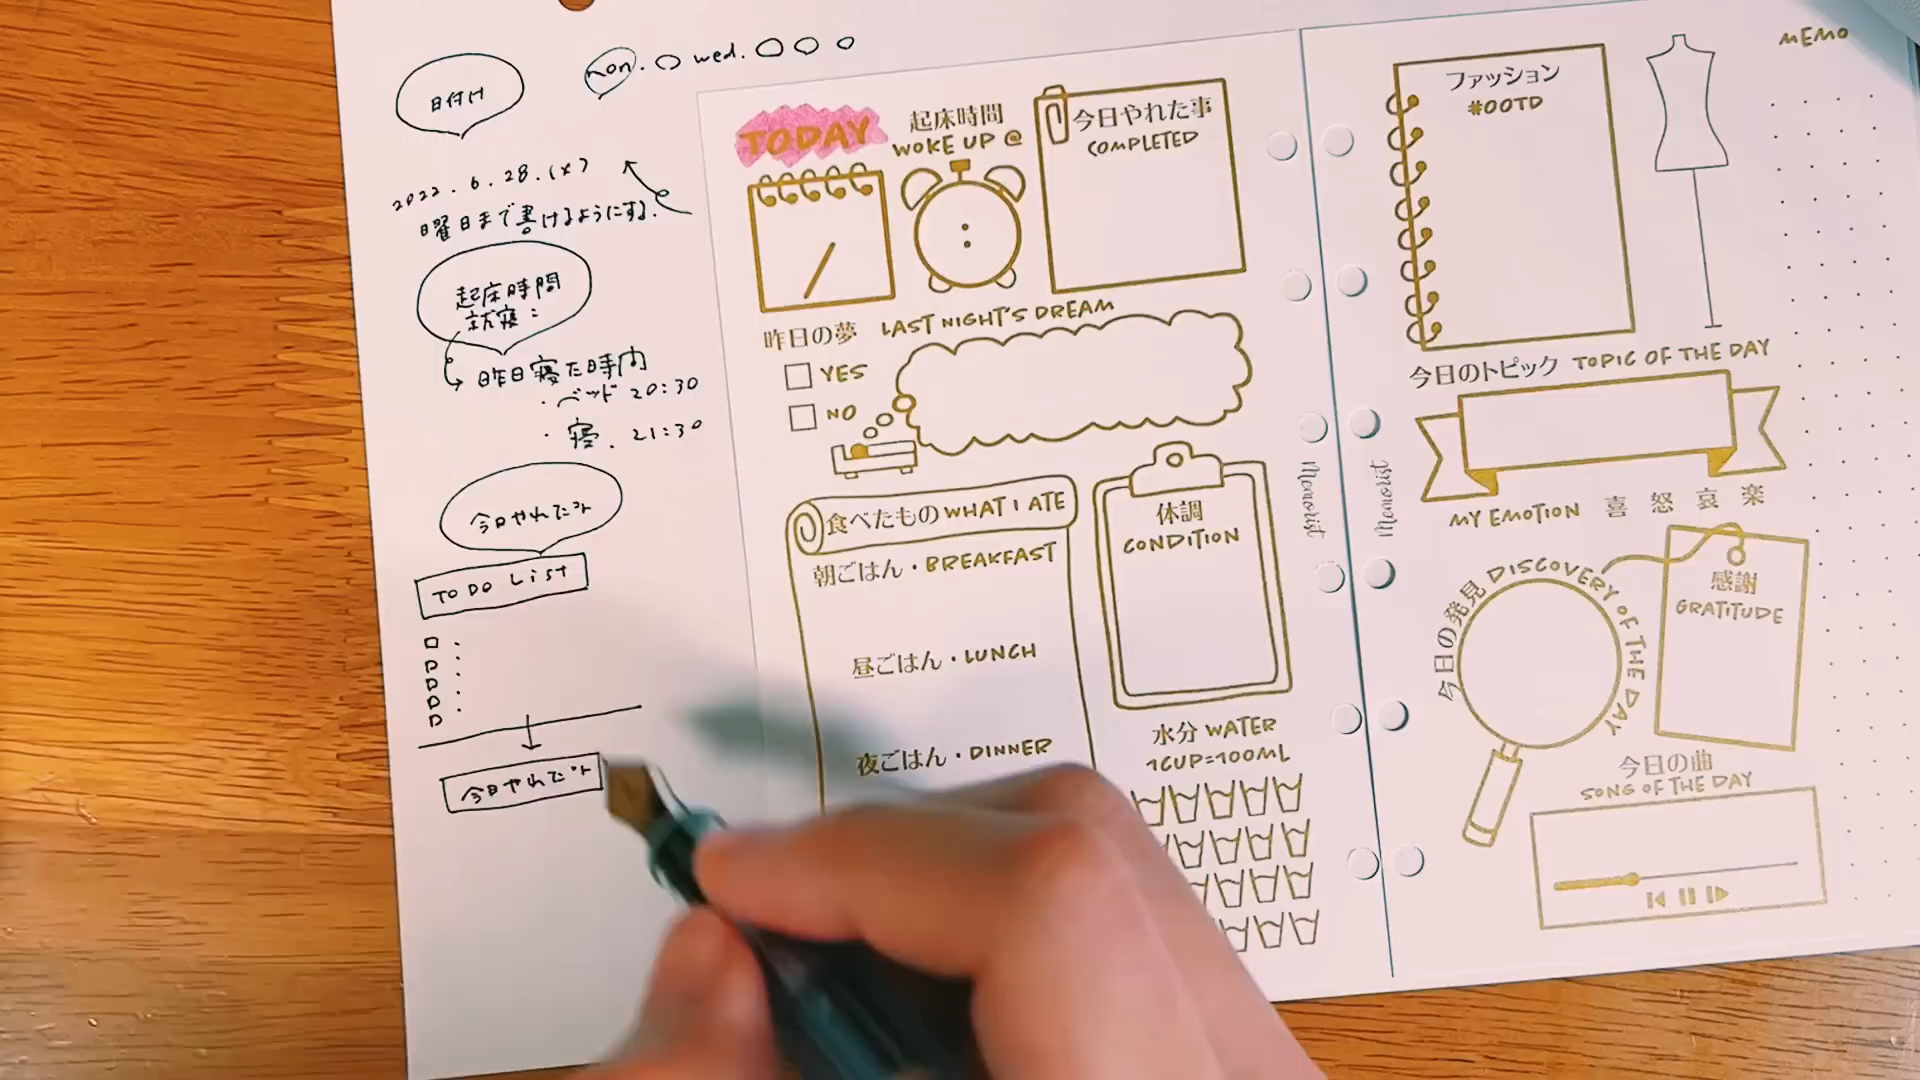 日付け
mon. ○ wed. ○ ○ ○
2022. 6. 28. (火)
曜日まで書けるようにする.
起床時間
就寝:
昨日寝た時間
・ベッド 20:30
・寝. 21:30
今日やれたコト
TO DO List
今日やれたコト
TODAY
起床時間
WOKE UP @
今日やれた事
COMPLETED
昨日の夢 LAST NIGHT'S DREAM
YES
NO
食べたもの WHAT I ATE
朝ごはん・BREAKFAST
昼ごはん・LUNCH
夜ごはん・DINNER
体調
CONDITION
水分 WATER
1CUP=100ML
Memorist
Memorist
ファッション
#OOTD
MEMO
今日のトピック TOPIC OF THE DAY
MY EMOTION 喜 怒 哀 楽
今日の発見 DISCOVERY OF THE DAY
感謝
GRATITUDE
今日の曲
SONG OF THE DAY